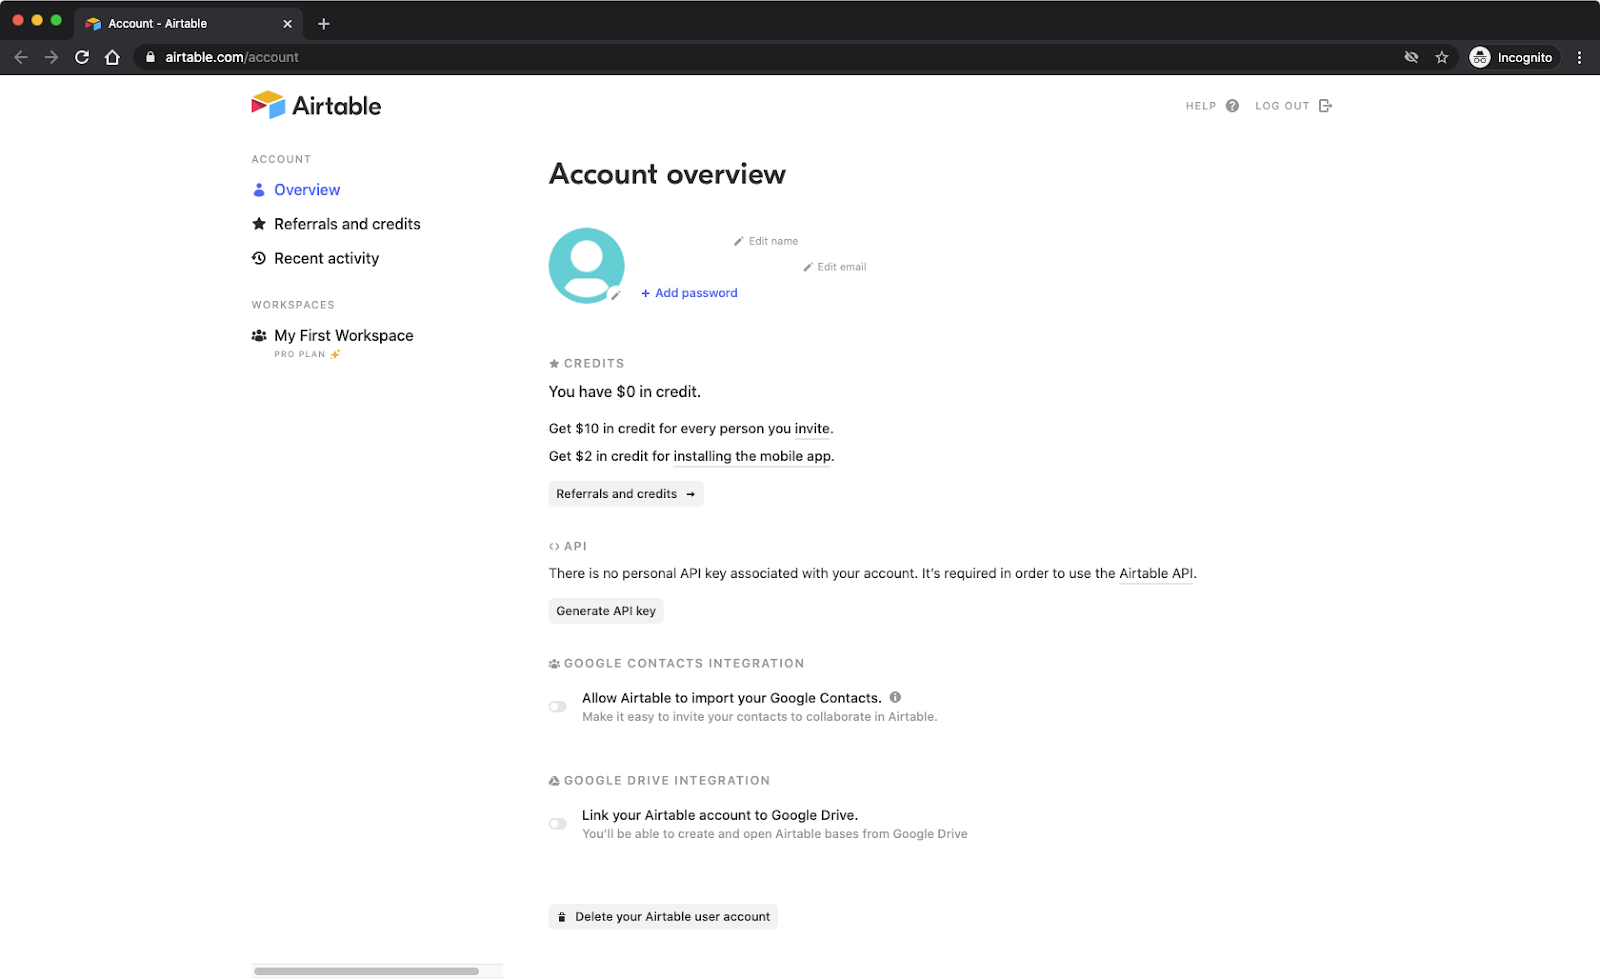 Account - Airtable
airtable.com/account
Incognito
Airtable
HELP
LOG OUT
ACCOUNT
Overview
Referrals and credits
Recent activity
WORKSPACES
My First Workspace
PRO PLAN
Account overview
Edit name
Edit email
+ Add password
CREDITS
You have $0 in credit.
Get $10 in credit for every person you invite.
Get $2 in credit for installing the mobile app.
Referrals and credits →
<> API
There is no personal API key associated with your account. It’s required in order to use the Airtable API.
Generate API key
GOOGLE CONTACTS INTEGRATION
Allow Airtable to import your Google Contacts.
Make it easy to invite your contacts to collaborate in Airtable.
GOOGLE DRIVE INTEGRATION
Link your Airtable account to Google Drive.
You’ll be able to create and open Airtable bases from Google Drive
Delete your Airtable user account